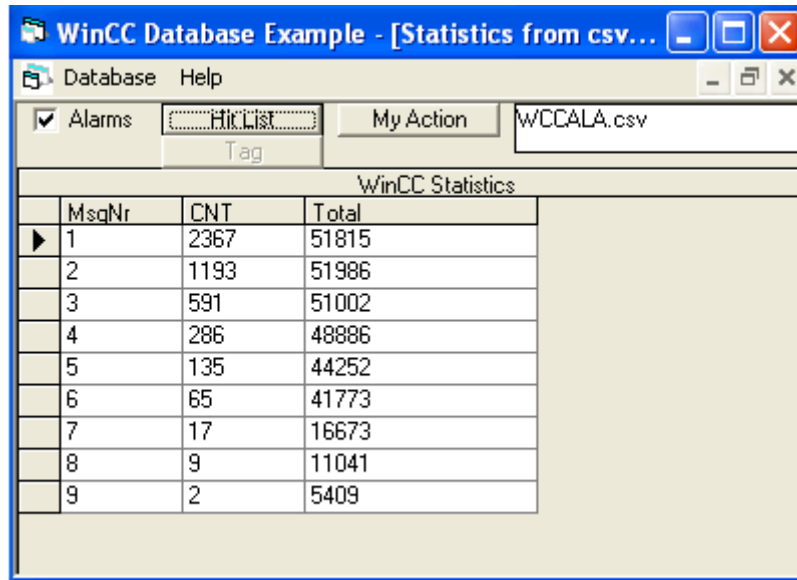 WinCC Database Example - [Statistics from csv...
Database Help
Alarms Hit List My Action WCCALA.csv
Tag
WinCC Statistics
MsgNr CNT Total
1 2367 51815
2 1193 51986
3 591 51002
4 286 48886
5 135 44252
6 65 41773
7 17 16673
8 9 11041
9 2 5409